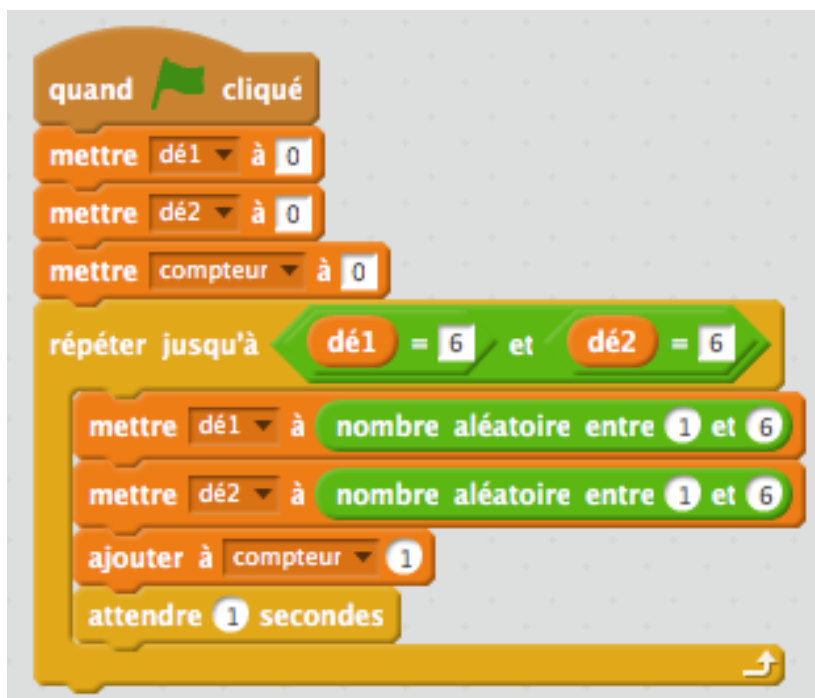 quand cliqué
mettre dé1 à 0
mettre dé2 à 0
mettre compteur à 0
répéter jusqu'à dé1 = 6 et dé2 = 6
mettre dé1 à nombre aléatoire entre 1 et 6
mettre dé2 à nombre aléatoire entre 1 et 6
ajouter à compteur 1
attendre 1 secondes